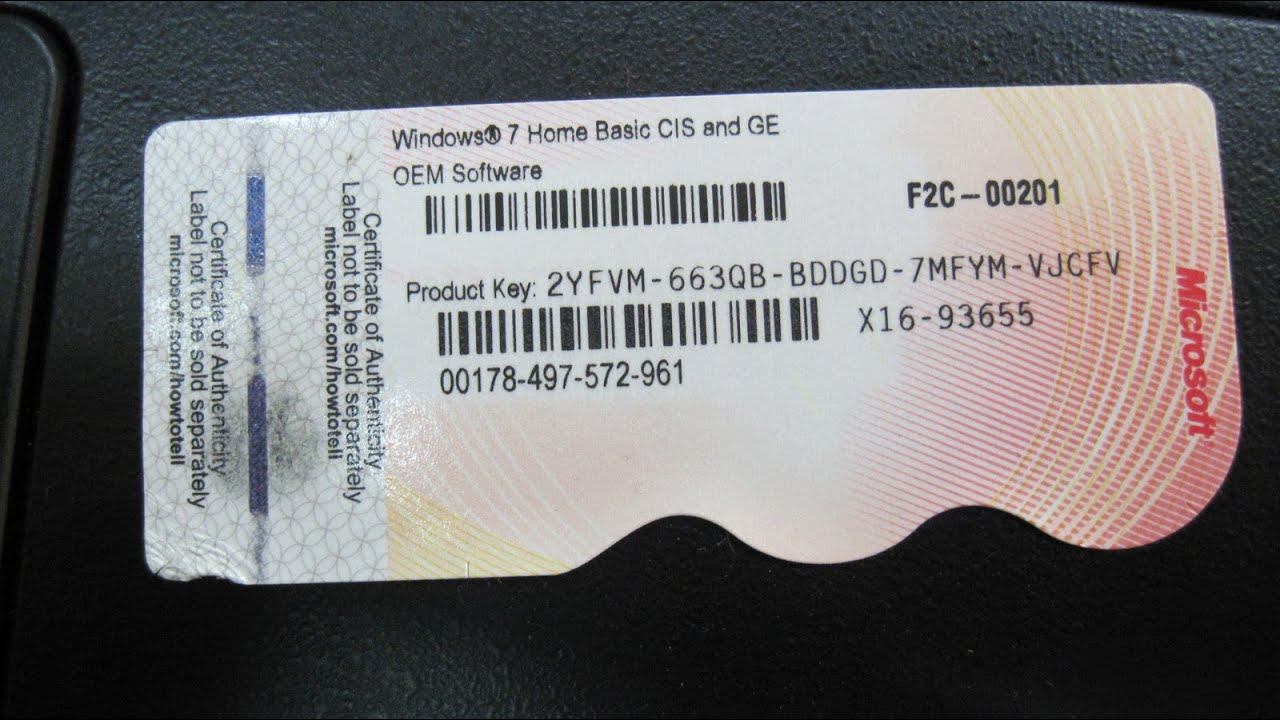 Windows® 7 Home Basic CIS and GE
OEM Software
F2C-00201
Product Key: 2YFVM-663QB-BDDGD-7MFYM-VJCFV
X16-93655
00178-497-572-961
Microsoft
Certificate of Authenticity
Label not to be sold separately
microsoft.com/howtotell
Certificate of Authenticity
Label not to be sold separately
microsoft.com/howtotell